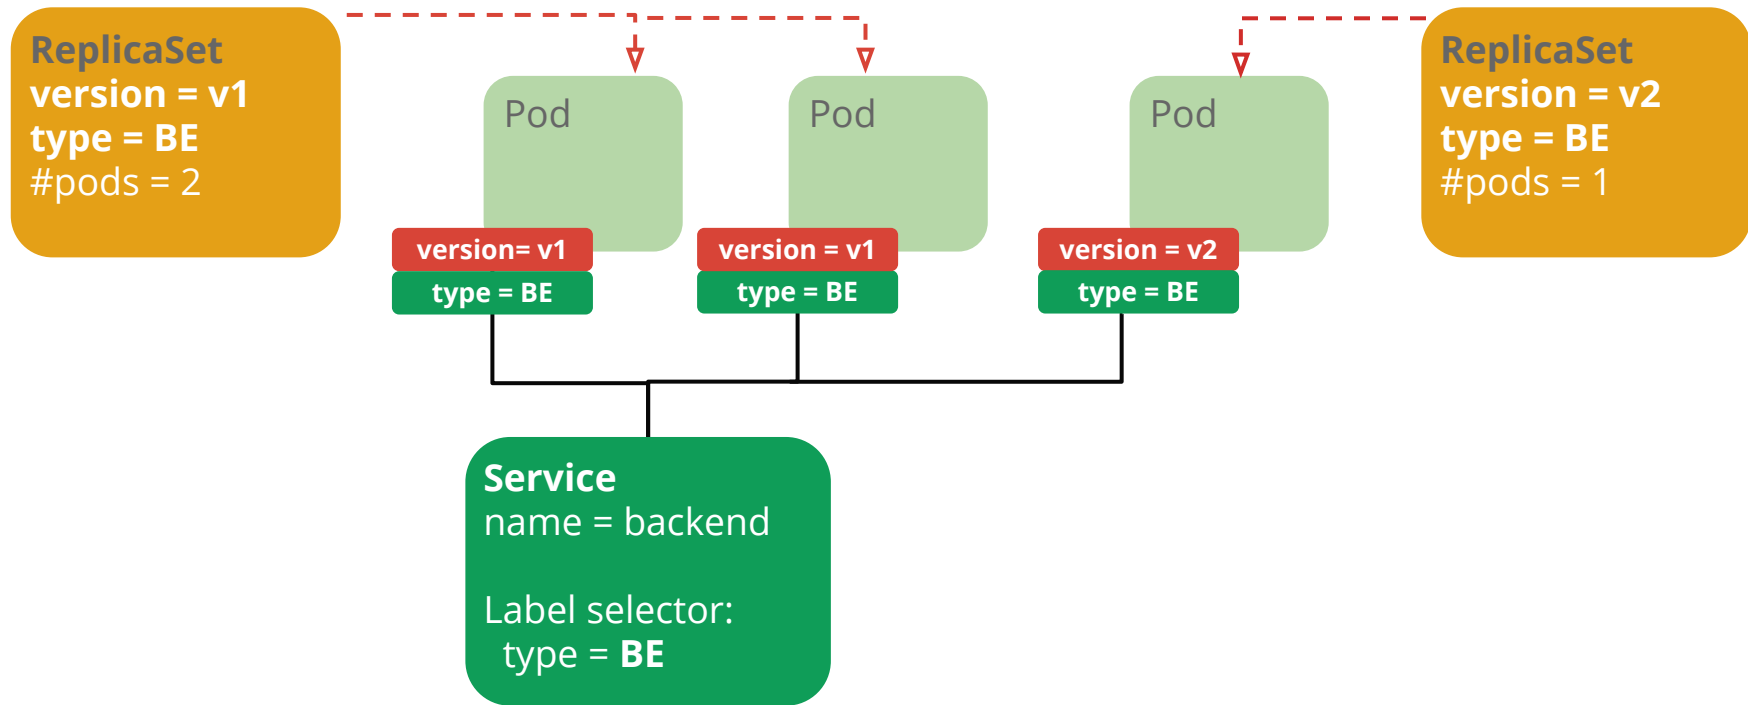 ReplicaSet
version = v1
type = BE
#pods = 2
Pod
version= v1
type = BE
Pod
version = v1
type = BE
Pod
version = v2
type = BE
ReplicaSet
version = v2
type = BE
#pods = 1
Service
name = backend
Label selector:
type = BE